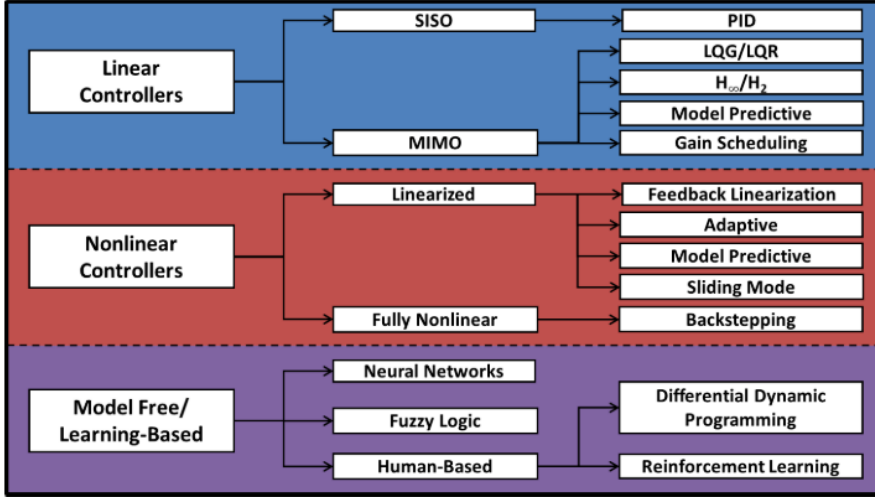 Linear
Controllers
SISO
PID
LQG/LQR
H∞/H₂
Model Predictive
MIMO
Gain Scheduling
Nonlinear
Controllers
Linearized
Feedback Linearization
Adaptive
Model Predictive
Sliding Mode
Fully Nonlinear
Backstepping
Model Free/
Learning-Based
Neural Networks
Fuzzy Logic
Human-Based
Differential Dynamic
Programming
Reinforcement Learning